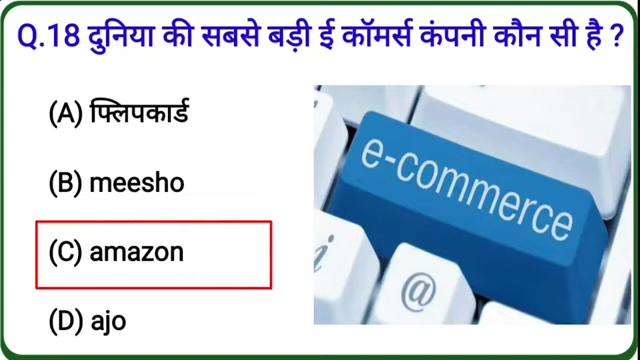 Q.18 दुनिया की सबसे बड़ी ई कॉमर्स कंपनी कौन सी है ?
(A) फ्लिपकार्ड
(B) meesho
(C) amazon
(D) ajo
e-commerce
i
@